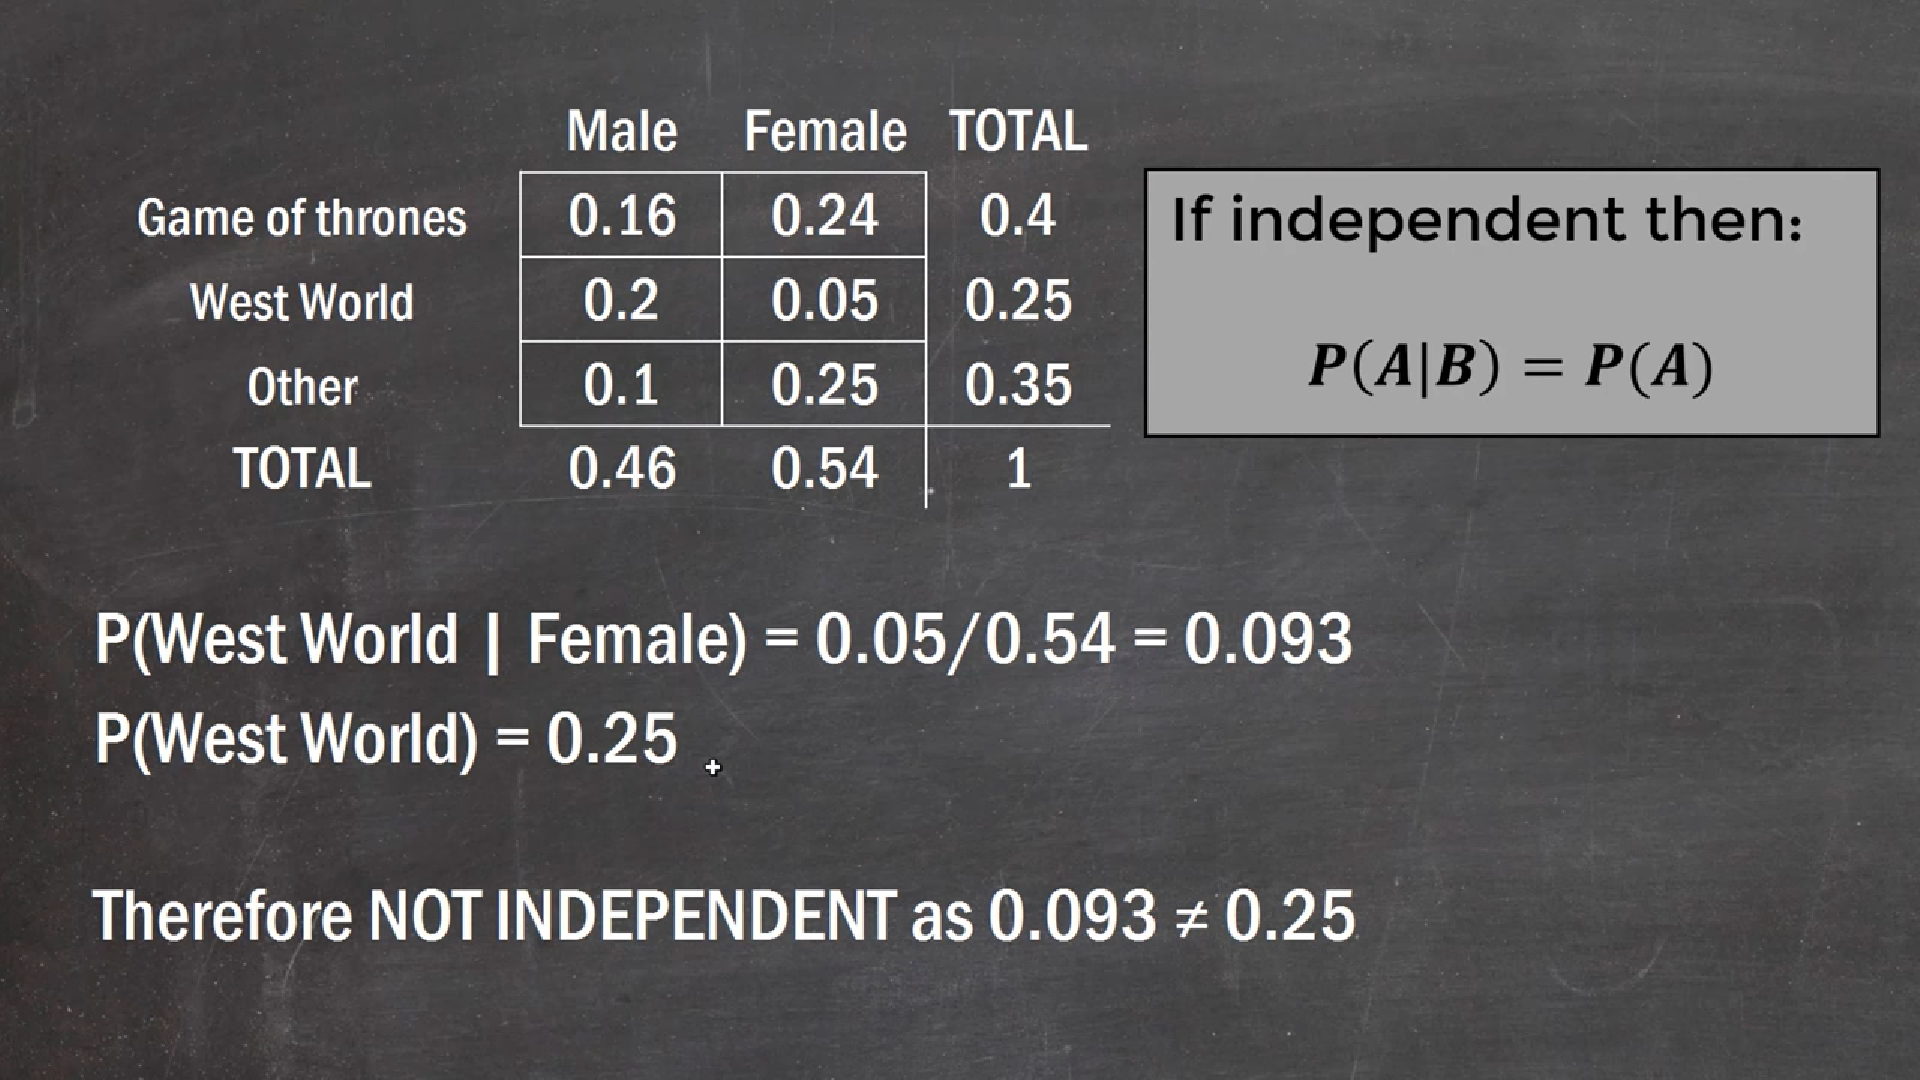 Male Female TOTAL
Game of thrones 0.16 0.24 0.4
West World 0.2 0.05 0.25
Other 0.1 0.25 0.35
TOTAL 0.46 0.54 1
If independent then:
P(A|B) = P(A)
P(West World | Female) = 0.05/0.54 = 0.093
P(West World) = 0.25
Therefore NOT INDEPENDENT as 0.093 ≠ 0.25